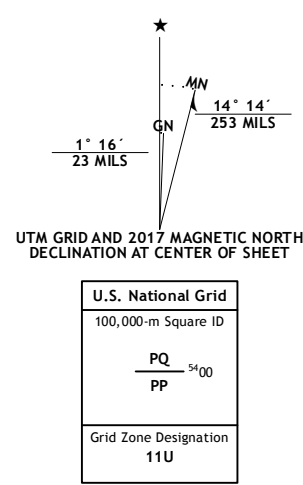 ★
MN
GN
14° 14´
253 MILS
1° 16´
23 MILS
UTM GRID AND 2017 MAGNETIC NORTH
DECLINATION AT CENTER OF SHEET
U.S. National Grid
100,000-m Square ID
PQ
5400
PP
Grid Zone Designation
11U